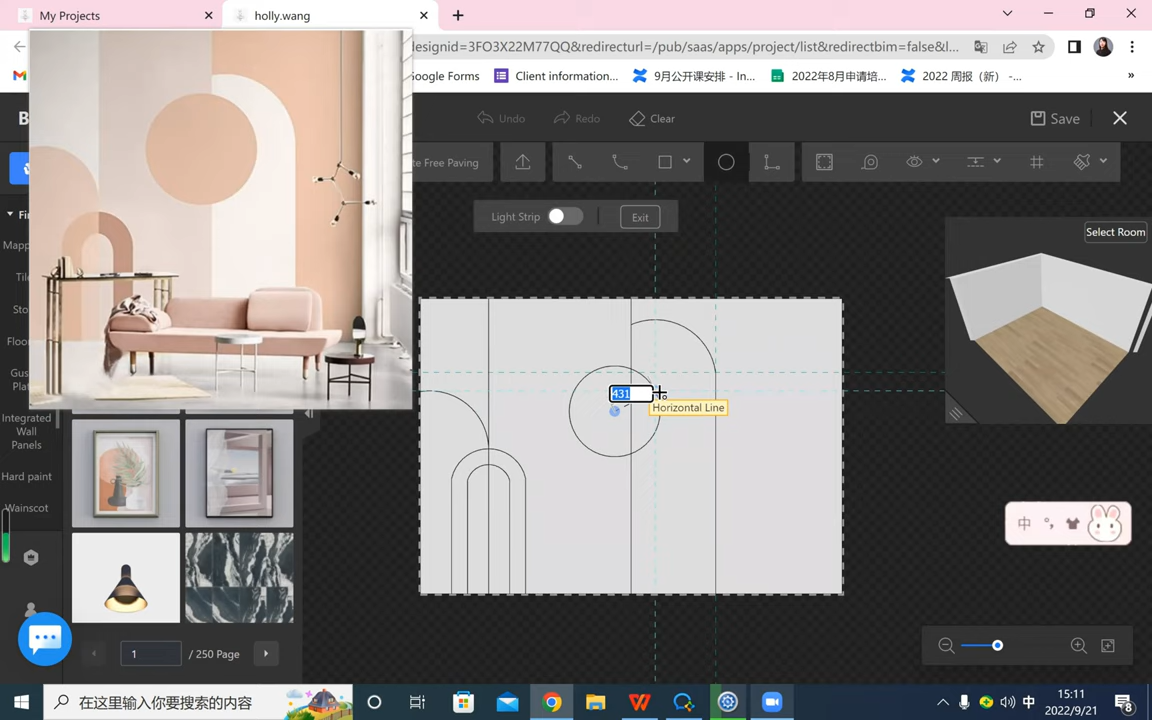 My Projects
holly.wang
designid=3FO3X22M77QQ&redirecturl=/pub/saas/apps/project/list&redirectbim=false&l...
Google Forms
Client information...
9月公开课安排 - In...
2022年8月申请培...
2022 周报（新） -...
»
B
Undo
Redo
Clear
Save
te Free Paving
Light Strip
Exit
Select Room
Fin
Mapp
Tile
Sto
Floor
Gus
Plat
Integrated
Wall
Panels
Hard paint
Wainscot
431
Horizontal Line
中
1
/ 250 Page
在这里输入你要搜索的内容
中
15:11
2022/9/21
8